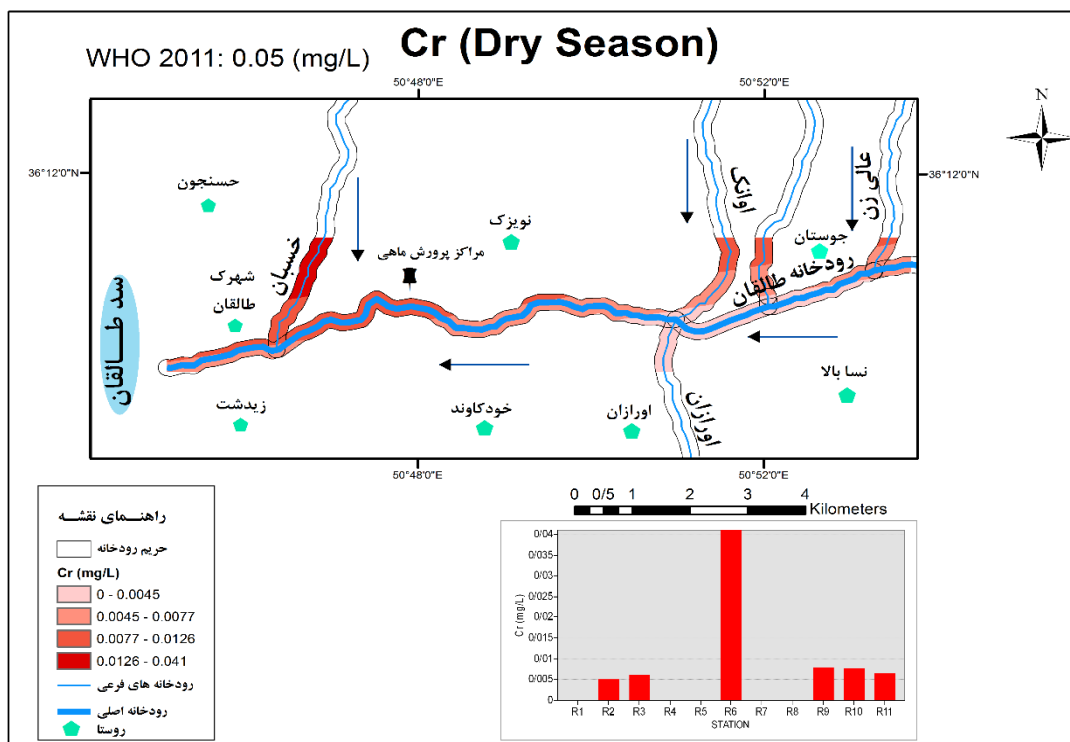 Cr (Dry Season)
WHO 2011: 0.05 (mg/L)
50°48'0"E
50°52'0"E
N
36°12'0"N
36°12'0"N
حسنجون
نویزک
اوانک
عالی زن
جوستان
خسبان
مراکز پرورش ماهی
رودخانه طالقان
شهرک
طالقان
سد طالقان
نسا بالا
زیدشت
خودکاوند
اورازان
اورازان
50°48'0"E
50°52'0"E
0 0/5 1 2 3 4
Kilometers
راهنمای نقشه
حریم رودخانه
Cr (mg/L)
0 - 0.0045
0.0045 - 0.0077
0.0077 - 0.0126
0.0126 - 0.041
رودخانه های فرعی
رودخانه اصلی
روستا
Cr (mg/L)
0/04
0/035
0/03
0/025
0/02
0/015
0/01
0/005
0
R1 R2 R3 R4 R5 R6 R7 R8 R9 R10 R11
STATION